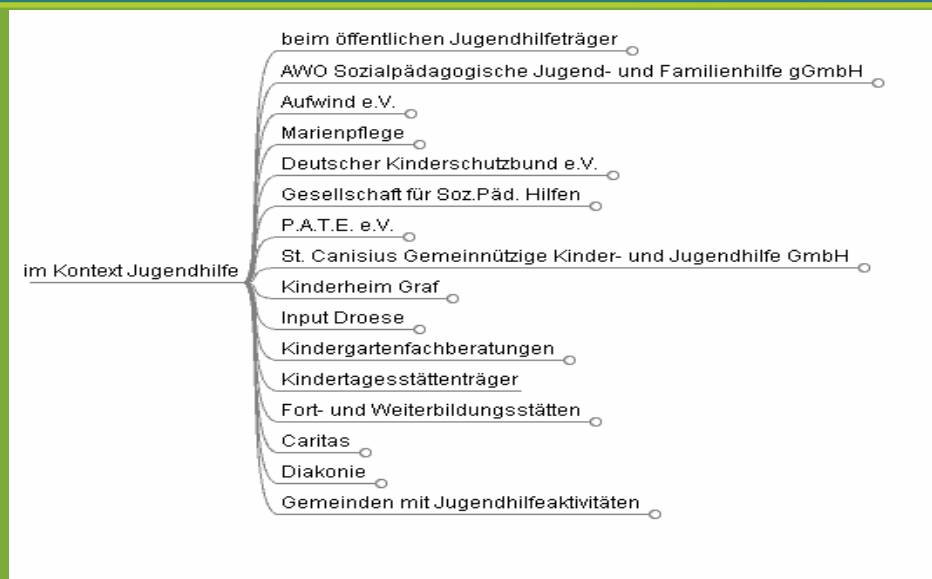 beim öffentlichen Jugendhilfeträger
AWO Sozialpädagogische Jugend- und Familienhilfe gGmbH
Aufwind e.V.
Marienpflege
Deutscher Kinderschutzbund e.V.
Gesellschaft für Soz.Päd. Hilfen
P.A.T.E. e.V.
St. Canisius Gemeinnützige Kinder- und Jugendhilfe GmbH
im Kontext Jugendhilfe
Kinderheim Graf
Input Droese
Kindergartenfachberatungen
Kindertagesstättenträger
Fort- und Weiterbildungsstätten
Caritas
Diakonie
Gemeinden mit Jugendhilfeaktivitäten